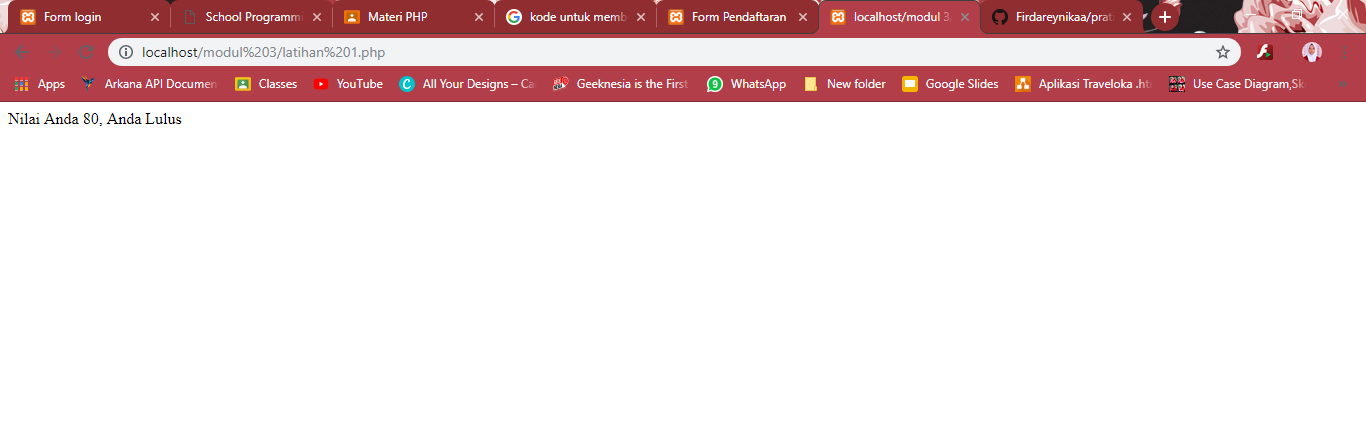 Form login School Programm Materi PHP kode untuk memb Form Pendaftaran localhost/modul 3/ Firdareynikaa/prat
localhost/modul%203/latihan%201.php
Apps Arkana API Documen Classes YouTube All Your Designs – Ca Geeknesia is the First WhatsApp New folder Google Slides Aplikasi Traveloka .ht Use Case Diagram,Sk
Nilai Anda 80, Anda Lulus